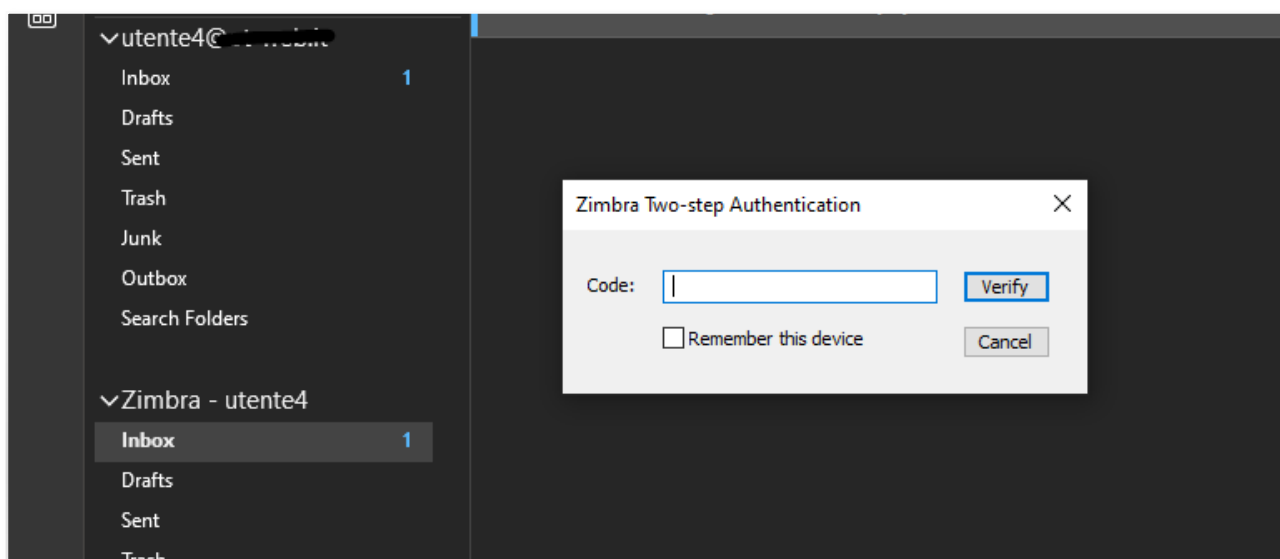 utente4@
Inbox 1
Drafts
Sent
Trash
Junk
Outbox
Search Folders
Zimbra - utente4
Inbox 1
Drafts
Sent
Trash
Zimbra Two-step Authentication
Code:
Verify
Remember this device
Cancel